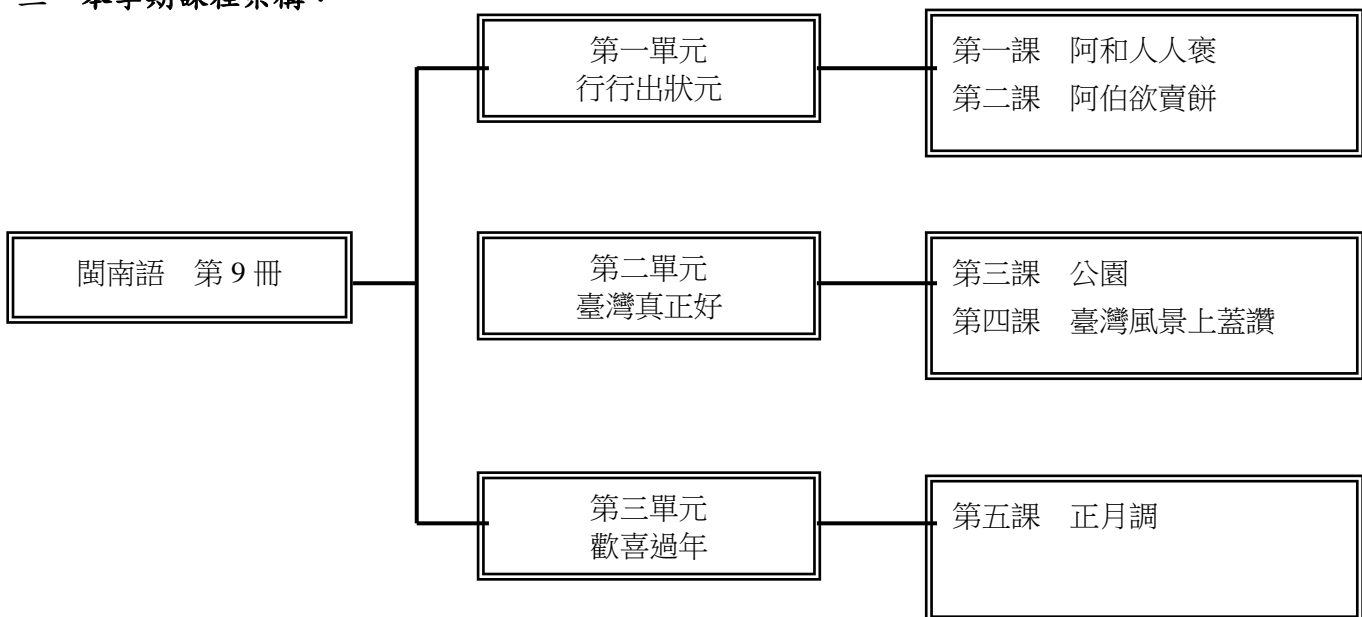 本學期課程架構：
第一單元
行行出狀元
第一課　阿和人人褒
第二課　阿伯欲賣餅
閩南語　第 9 冊
第二單元
臺灣真正好
第三課　公園
第四課　臺灣風景上蓋讚
第三單元
歡喜過年
第五課　正月調